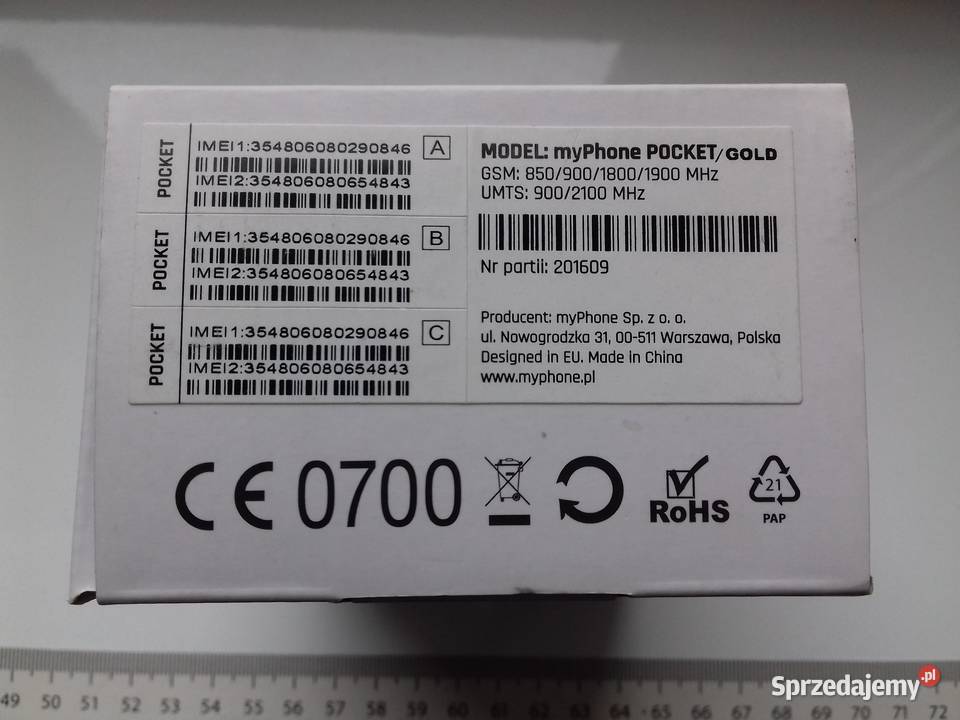 POCKET
IMEI1:354806080290846 A
IMEI2:354806080654843
POCKET
IMEI1:354806080290846 B
IMEI2:354806080654843
POCKET
IMEI1:354806080290846 C
IMEI2:354806080654843
MODEL: myPhone POCKET/GOLD
GSM: 850/900/1800/1900 MHz
UMTS: 900/2100 MHz
Nr partii: 201609
Producent: myPhone Sp. z o. o.
ul. Nowogrodzka 31, 00-511 Warszawa, Polska
Designed in EU. Made in China
www.myphone.pl
CE 0700
RoHS
21
PAP
49 50 51 52 53 54 55 56 57 58 59 60 61 62 63 64 65 66 67 68 69 70 71 72
Sprzedajemy.pl